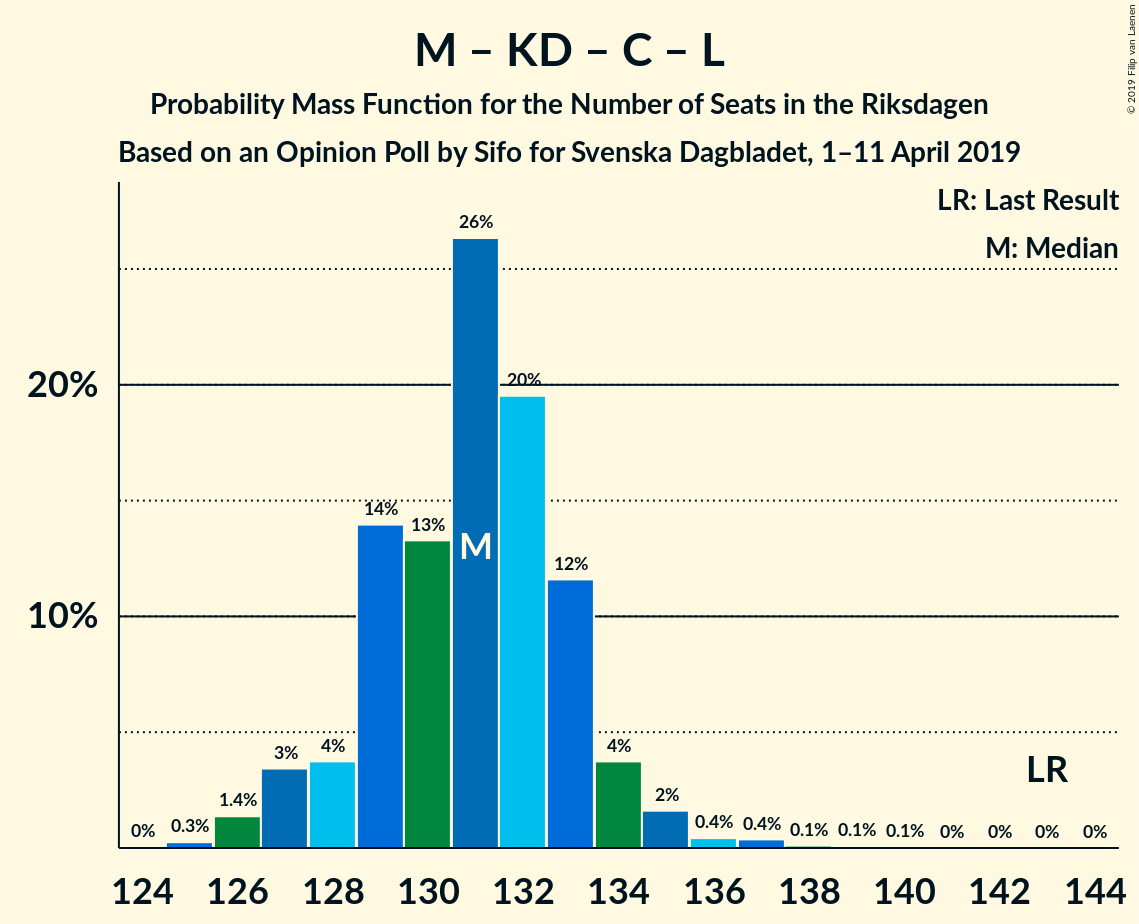 M – KD – C – L
Probability Mass Function for the Number of Seats in the Riksdagen
Based on an Opinion Poll by Sifo for Svenska Dagbladet, 1–11 April 2019
© 2019 Filip van Laenen
LR: Last Result
M: Median
20%
10%
0%
0.3%
1.4%
3%
4%
14%
13%
26%
20%
12%
4%
2%
0.4%
0.4%
0.1%
0.1%
0.1%
0%
0%
0%
0%
M
LR
124 126 128 130 132 134 136 138 140 142 144